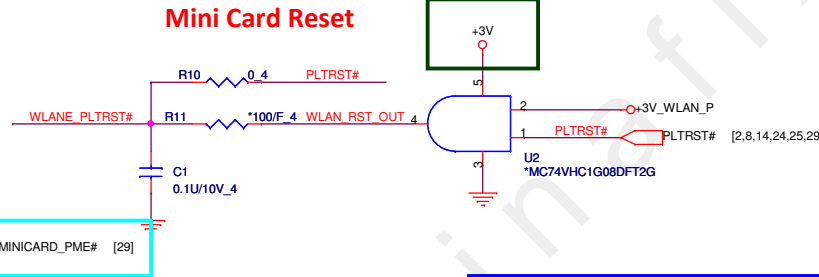 Mini Card Reset
+3V
R10 0_4 PLTRST#
5
WLANE_PLTRST# R11 *100/F_4 WLAN_RST_OUT 4
2 +3V_WLAN_P
1 PLTRST# PLTRST# [2,8,14,24,25,29
3
U2
*MC74VHC1G08DFT2G
C1
0.1U/10V_4
MINICARD_PME# [29]